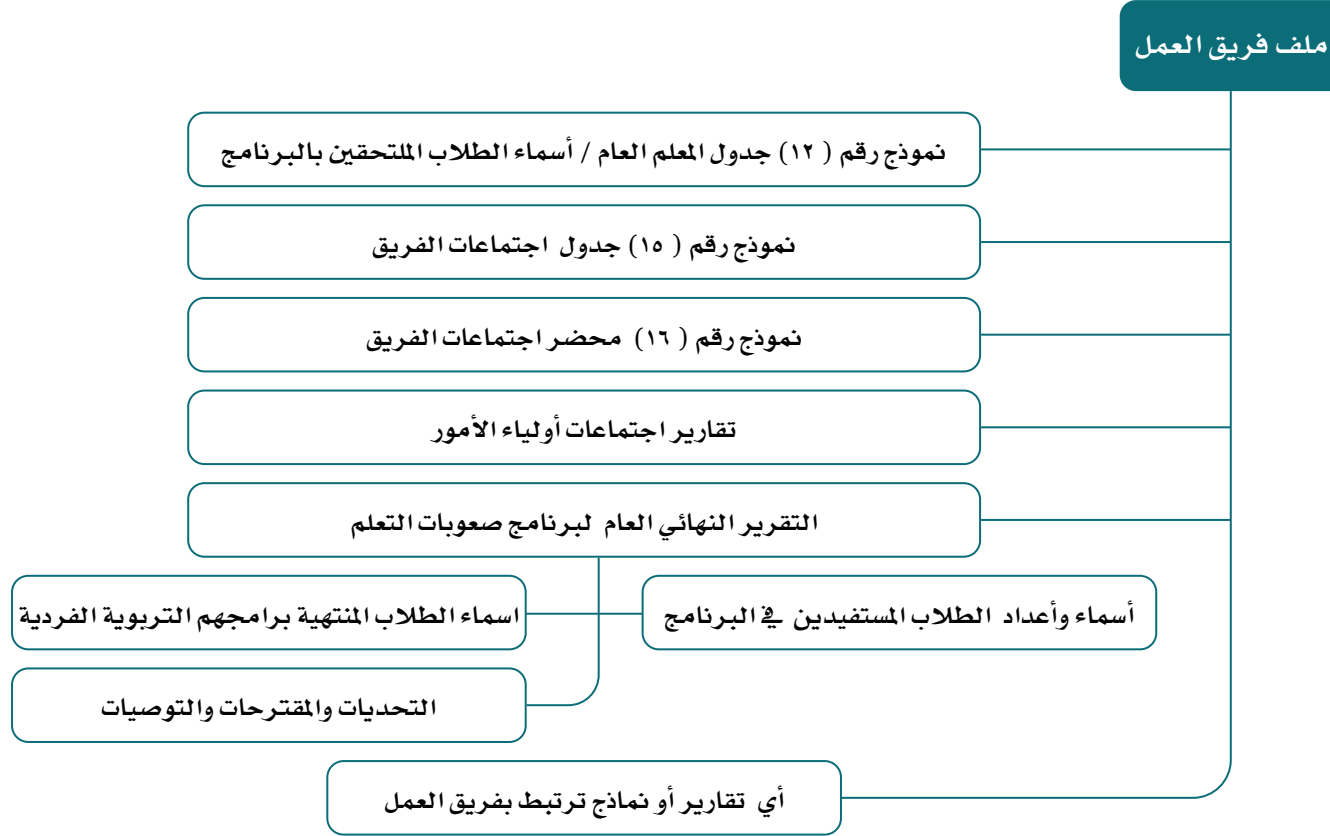 ملف فريق العمل
نموذج رقم ( ١٢) جدول المعلم العام / أسماء الطلاب الملتحقين بالبرنامج
نموذج رقم ( ١٥) جدول اجتماعات الفريق
نموذج رقم ( ١٦) محضر اجتماعات الفريق
تقارير اجتماعات أولياء الأمور
التقرير النهائي العام لبرنامج صعوبات التعلم
أسماء وأعداد الطلاب المستفيدين في البرنامج
اسماء الطلاب المنتهية برامجهم التربوية الفردية
التحديات والمقترحات والتوصيات
أي تقارير أو نماذج ترتبط بفريق العمل